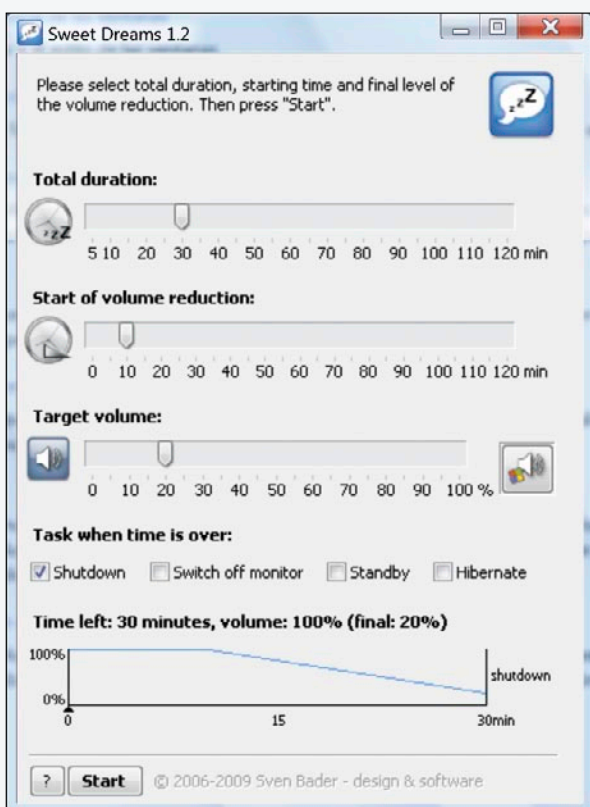 Sweet Dreams 1.2
Please select total duration, starting time and final level of
the volume reduction. Then press "Start".
zzZ
Total duration:
zzZ
5 10 20 30 40 50 60 70 80 90 100 110 120 min
Start of volume reduction:
0 10 20 30 40 50 60 70 80 90 100 110 120 min
Target volume:
0 10 20 30 40 50 60 70 80 90 100 %
Task when time is over:
Shutdown Switch off monitor Standby Hibernate
Time left: 30 minutes, volume: 100% (final: 20%)
100%
shutdown
0%
0 15 30min
? Start © 2006-2009 Sven Bader - design & software